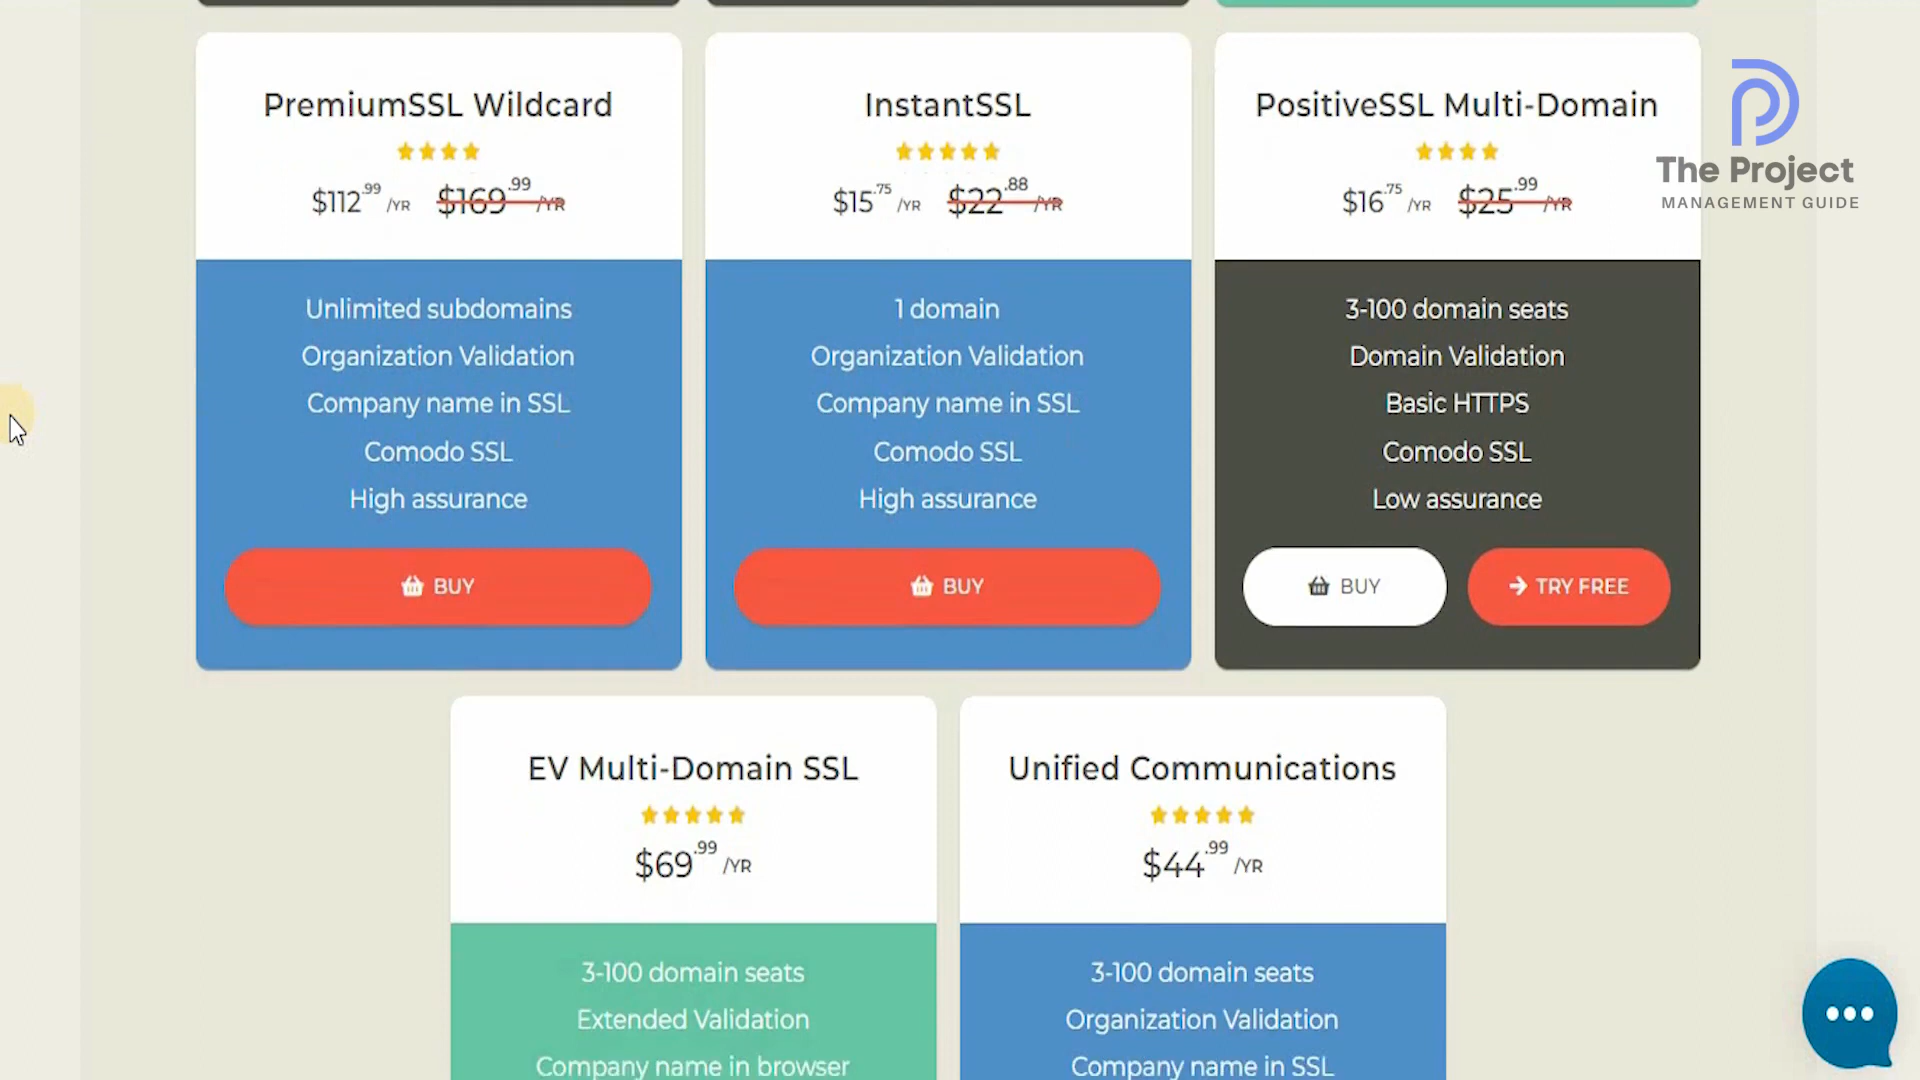 PremiumSSL Wildcard
$112.99 /YR $169.99 /YR
Unlimited subdomains
Organization Validation
Company name in SSL
Comodo SSL
High assurance
BUY
InstantSSL
$15.75 /YR $22.88 /YR
1 domain
Organization Validation
Company name in SSL
Comodo SSL
High assurance
BUY
PositiveSSL Multi-Domain
$16.75 /YR $25.99 /YR
3-100 domain seats
Domain Validation
Basic HTTPS
Comodo SSL
Low assurance
BUY
TRY FREE
The Project
MANAGEMENT GUIDE
EV Multi-Domain SSL
$69.99 /YR
3-100 domain seats
Extended Validation
Company name in browser
Unified Communications
$44.99 /YR
3-100 domain seats
Organization Validation
Company name in SSL